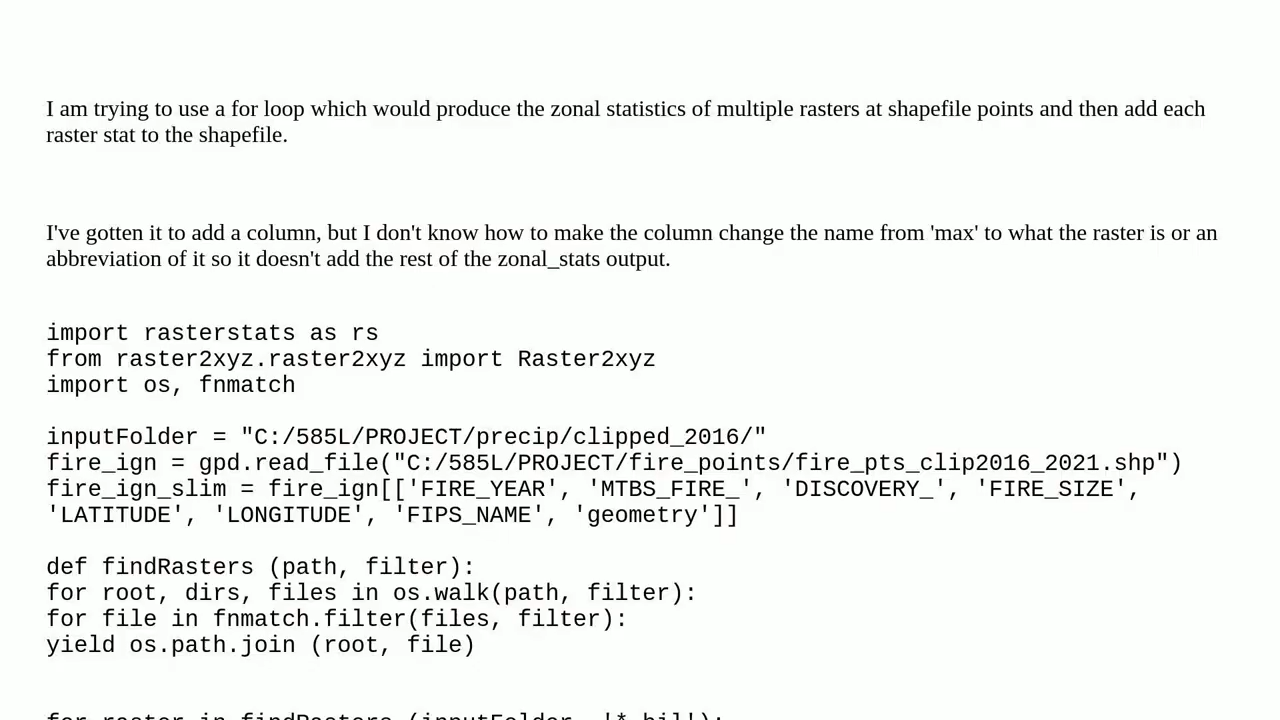 I am trying to use a for loop which would produce the zonal statistics of multiple rasters at shapefile points and then add each
raster stat to the shapefile.
I've gotten it to add a column, but I don't know how to make the column change the name from 'max' to what the raster is or an
abbreviation of it so it doesn't add the rest of the zonal_stats output.
import rasterstats as rs
from raster2xyz.raster2xyz import Raster2xyz
import os, fnmatch
inputFolder = "C:/585L/PROJECT/precip/clipped_2016/"
fire_ign = gpd.read_file("C:/585L/PROJECT/fire_points/fire_pts_clip2016_2021.shp")
fire_ign_slim = fire_ign[['FIRE_YEAR', 'MTBS_FIRE_', 'DISCOVERY_', 'FIRE_SIZE',
'LATITUDE', 'LONGITUDE', 'FIPS_NAME', 'geometry']]
def findRasters (path, filter):
for root, dirs, files in os.walk(path, filter):
for file in fnmatch.filter(files, filter):
yield os.path.join (root, file)
for raster in findRasters (inputFolder, '*.bil'):